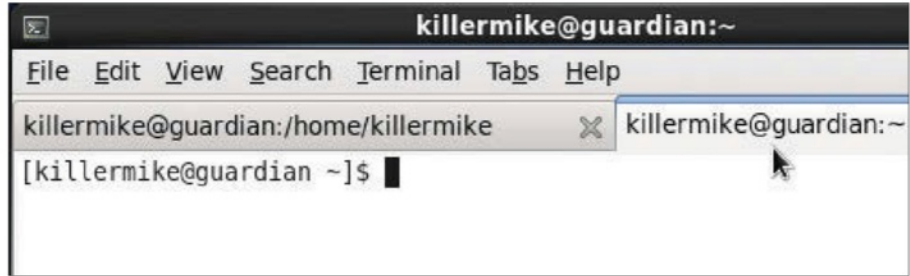 killermike@guardian:~
File Edit View Search Terminal Tabs Help
killermike@guardian:/home/killermike killermike@guardian:~
[killermike@guardian ~]$